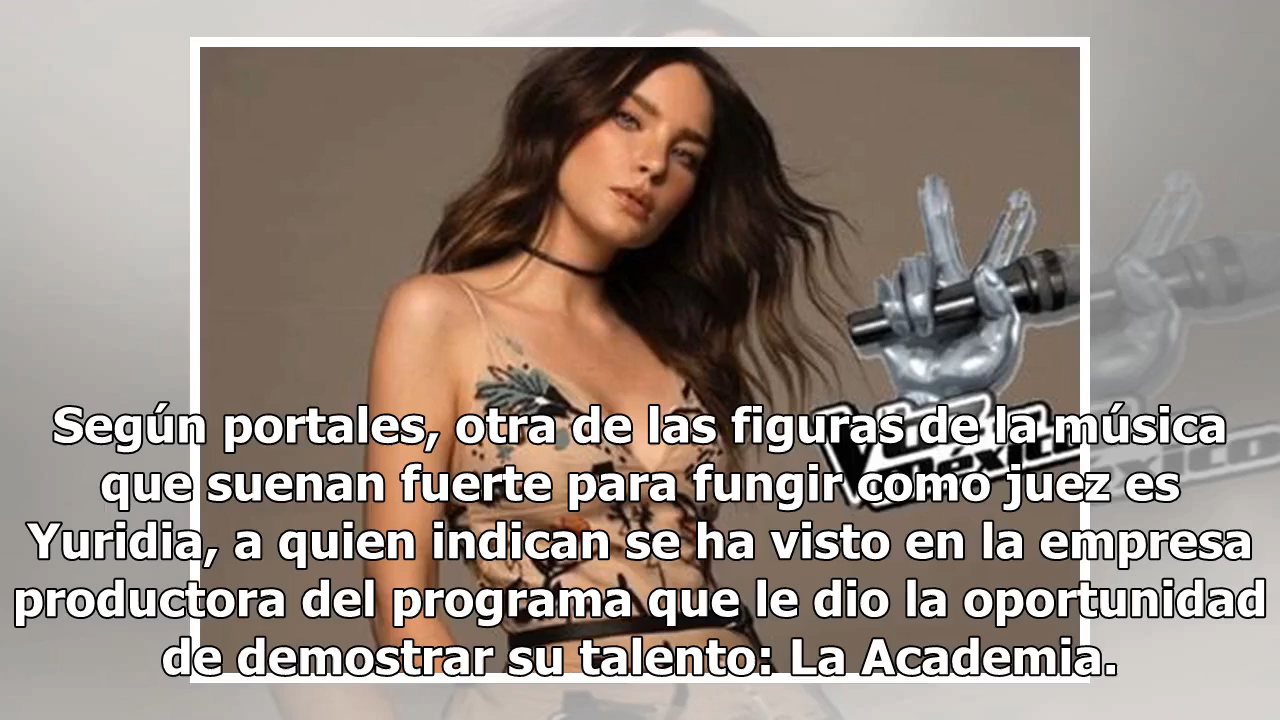 Según portales, otra de las figuras de la música
que suenan fuerte para fungir como juez es
Yuridia, a quien indican se ha visto en la empresa
productora del programa que le dio la oportunidad
de demostrar su talento: La Academia.